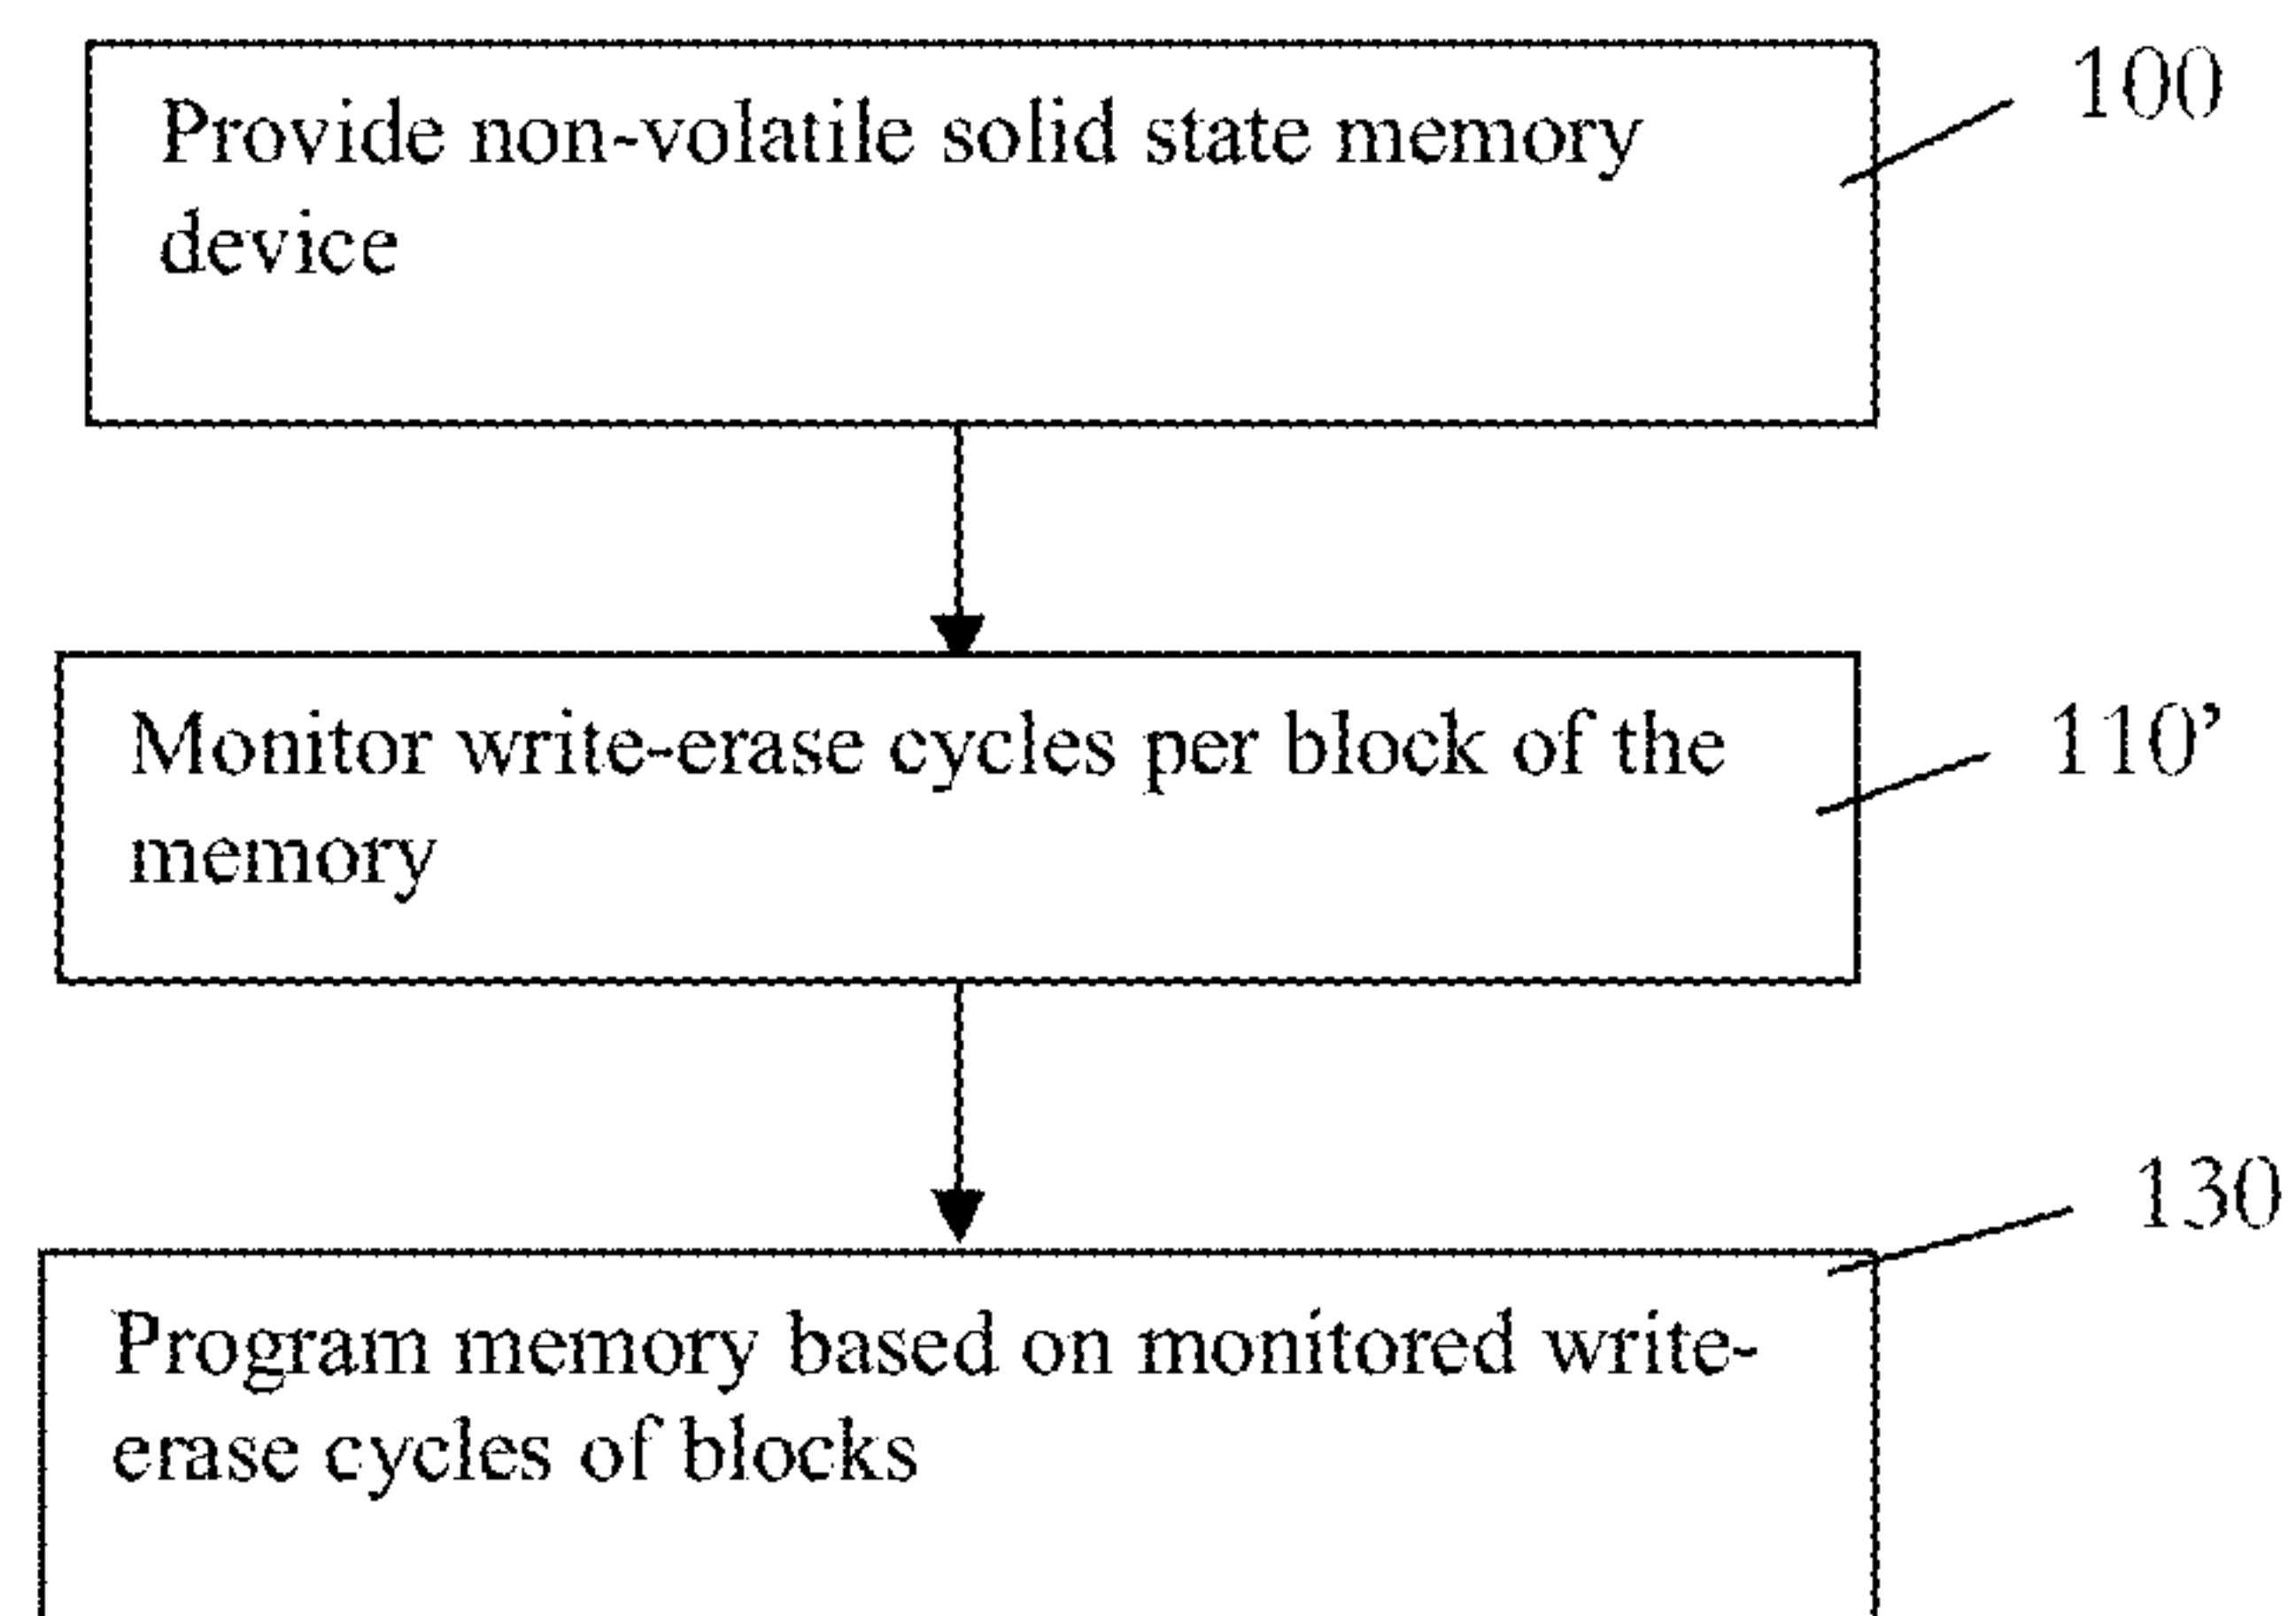 Provide non-volatile solid state memory
device
100
Monitor write-erase cycles per block of the
memory
110’
130
Program memory based on monitored write-
erase cycles of blocks